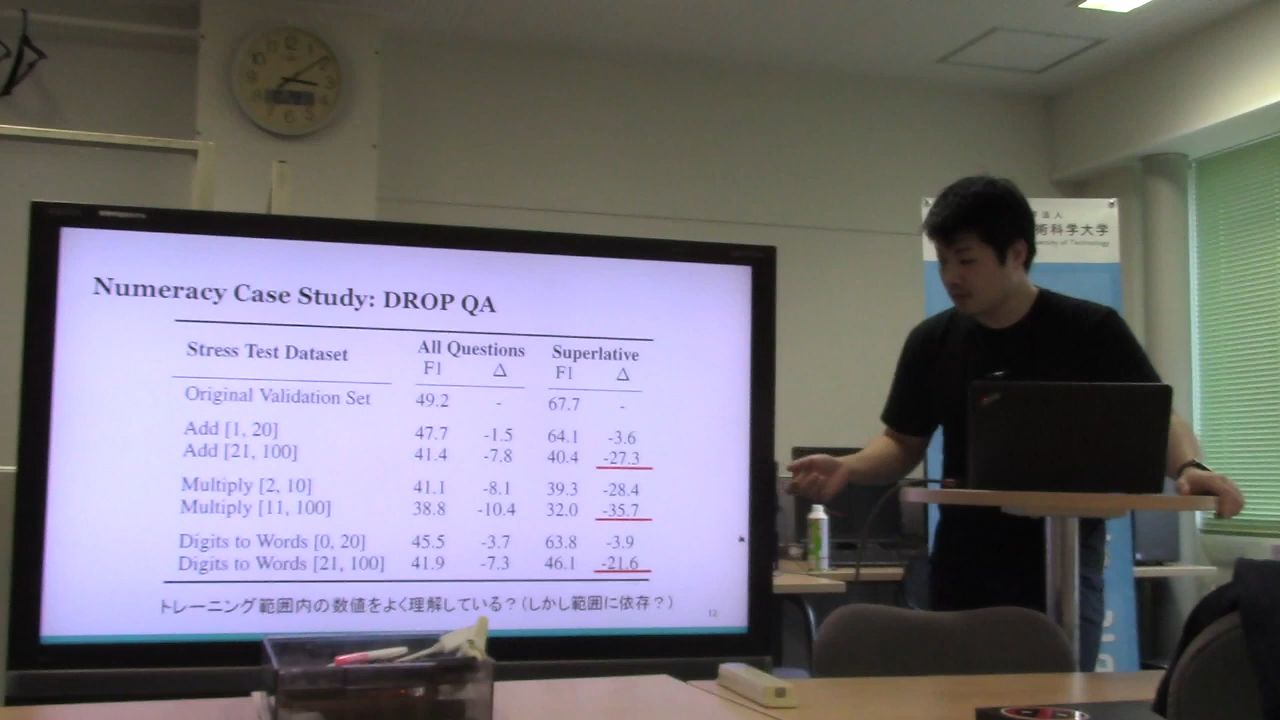 Numeracy Case Study: DROP QA
Stress Test Dataset All Questions Superlative
F1 Δ F1 Δ
Original Validation Set 49.2 - 67.7 -
Add [1, 20] 47.7 -1.5 64.1 -3.6
Add [21, 100] 41.4 -7.8 40.4 -27.3
Multiply [2, 10] 41.1 -8.1 39.3 -28.4
Multiply [11, 100] 38.8 -10.4 32.0 -35.7
Digits to Words [0, 20] 45.5 -3.7 63.8 -3.9
Digits to Words [21, 100] 41.9 -7.3 46.1 -21.6
トレーニング範囲内の数値をよく理解している？（しかし範囲に依存？）
12
法人
術科学大学
of Technology